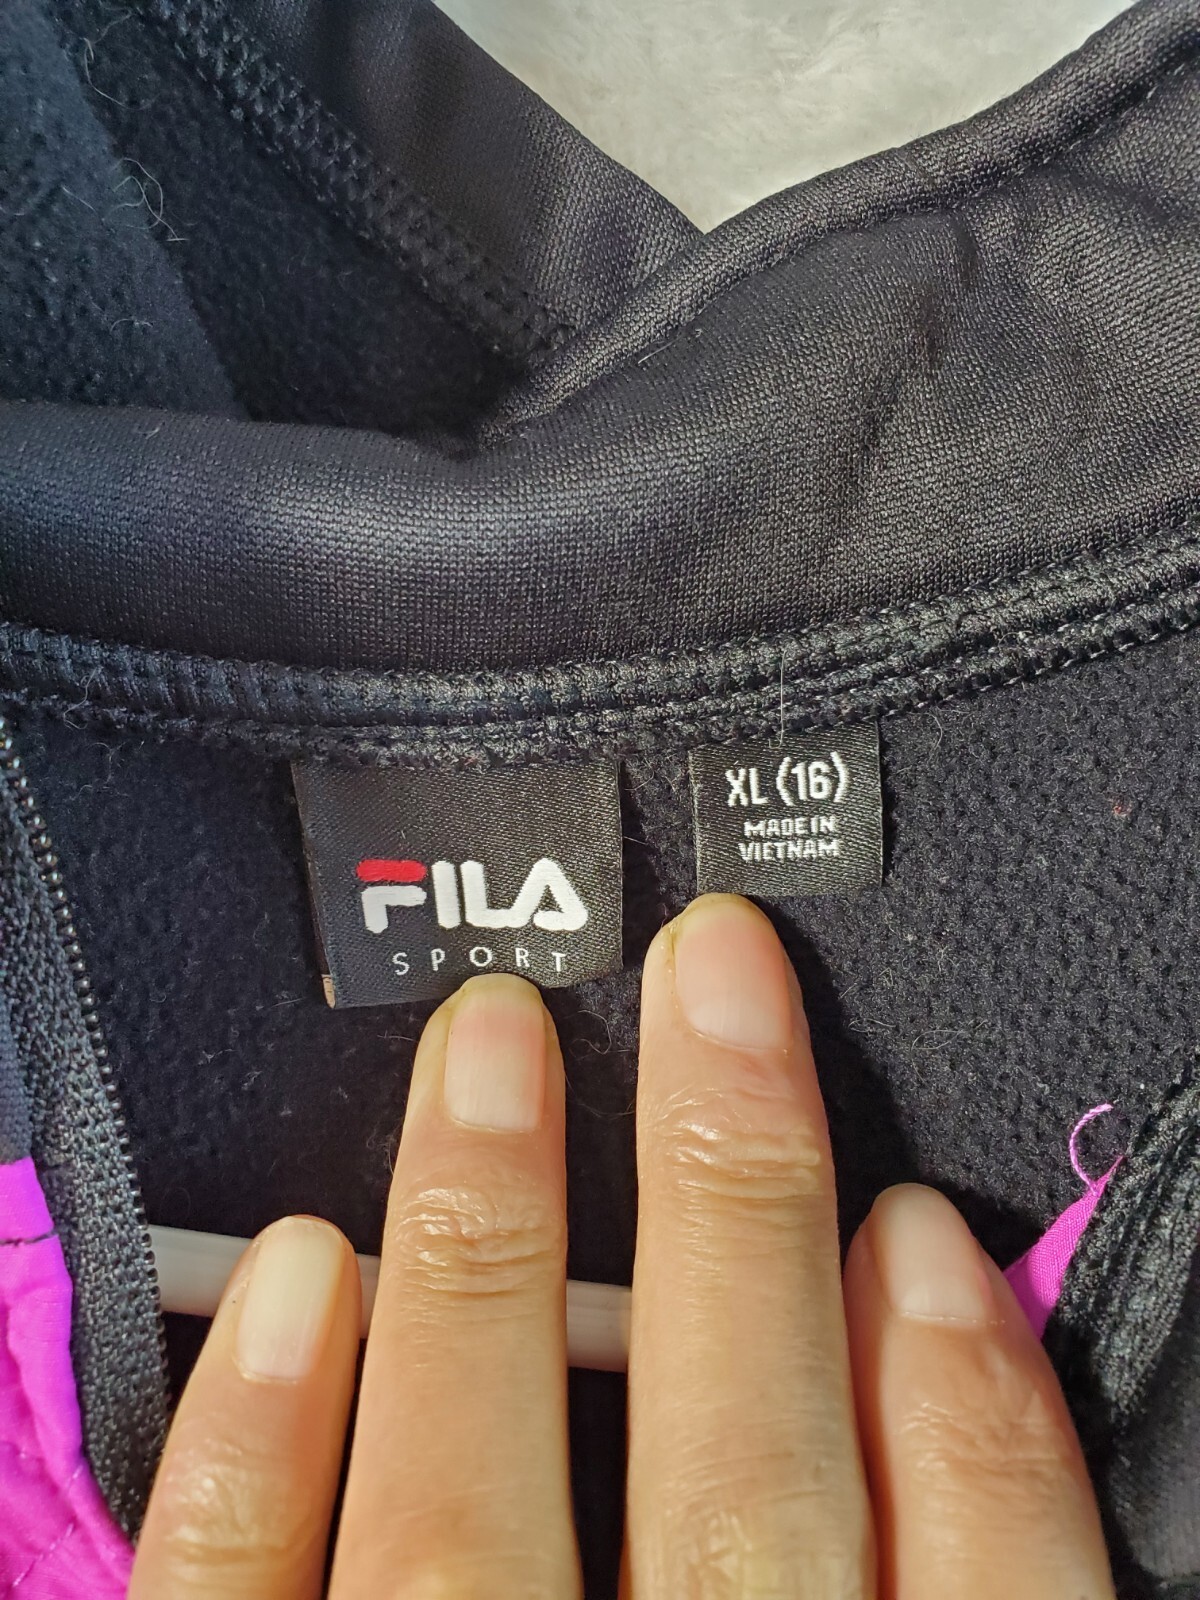 FILA
SPORT
XL (16)
MADE IN
VIETNAM